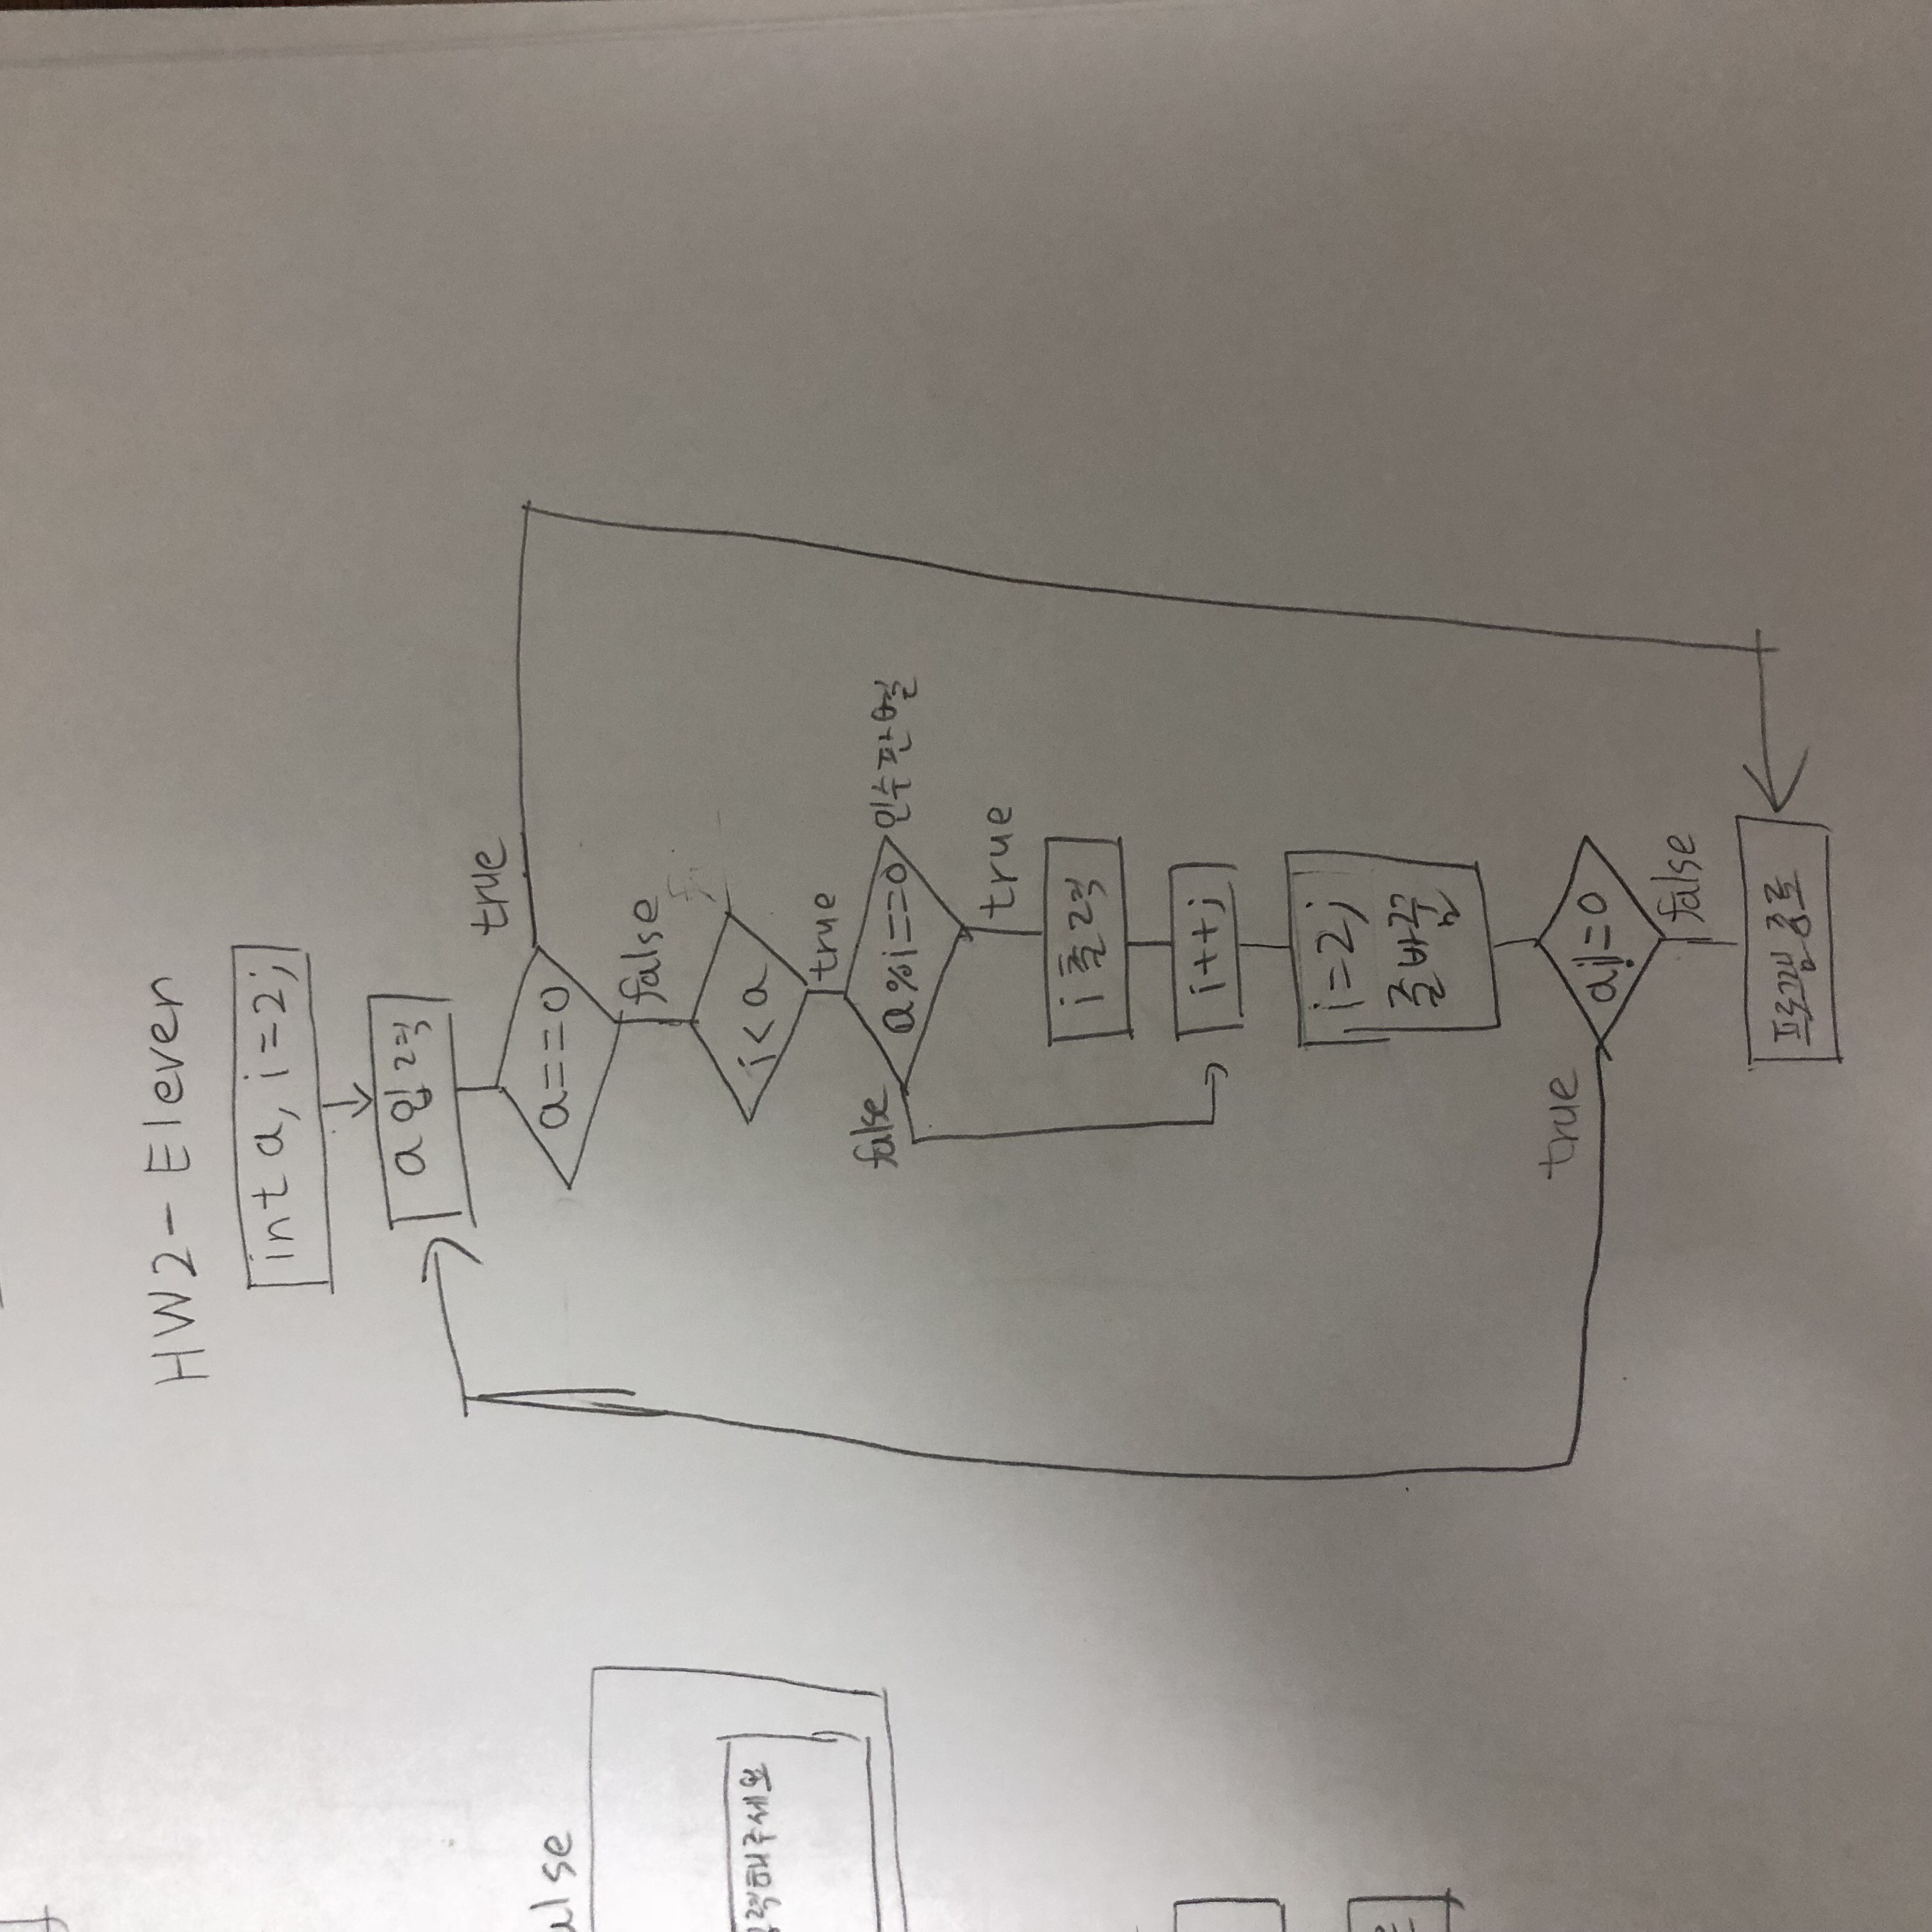 HW2-Eleven
int a, i=2;
a 입력
true
a==0
alse
false
i<a
력해주세요
true
false
a%i==0 인수판별
true
i 출력
i++;
i=2;
줄바꿈
true
a!=0
false
프로그램 종료